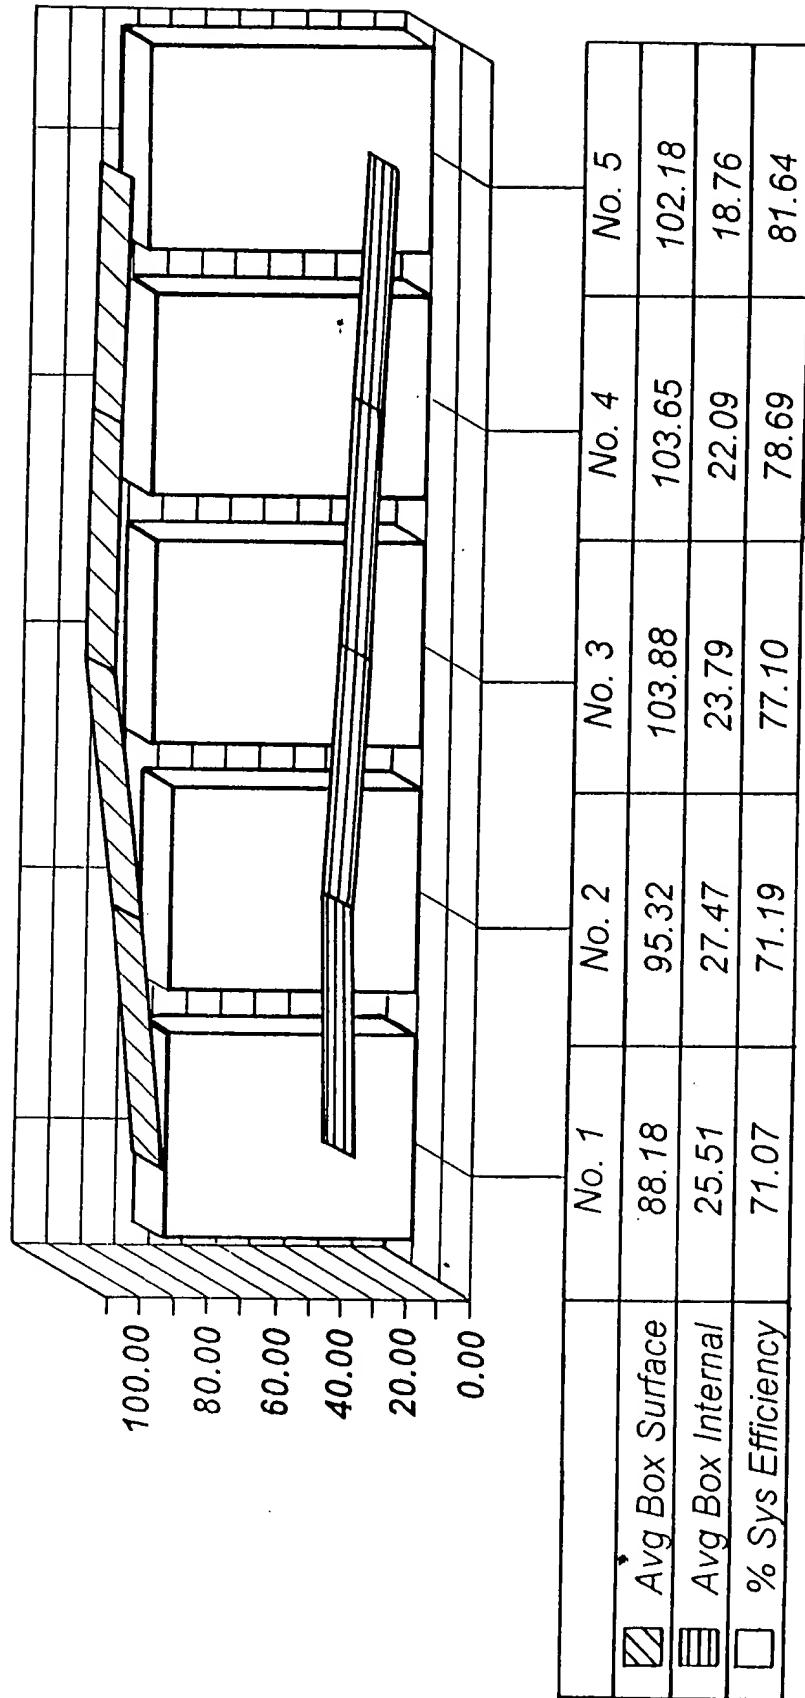 100.00
80.00
60.00
40.00
20.00
0.00
No. 1 No. 2 No. 3 No. 4 No. 5
Avg Box Surface 88.18 95.32 103.88 103.65 102.18
Avg Box Internal 25.51 27.47 23.79 22.09 18.76
% Sys Efficiency 71.07 71.19 77.10 78.69 81.64